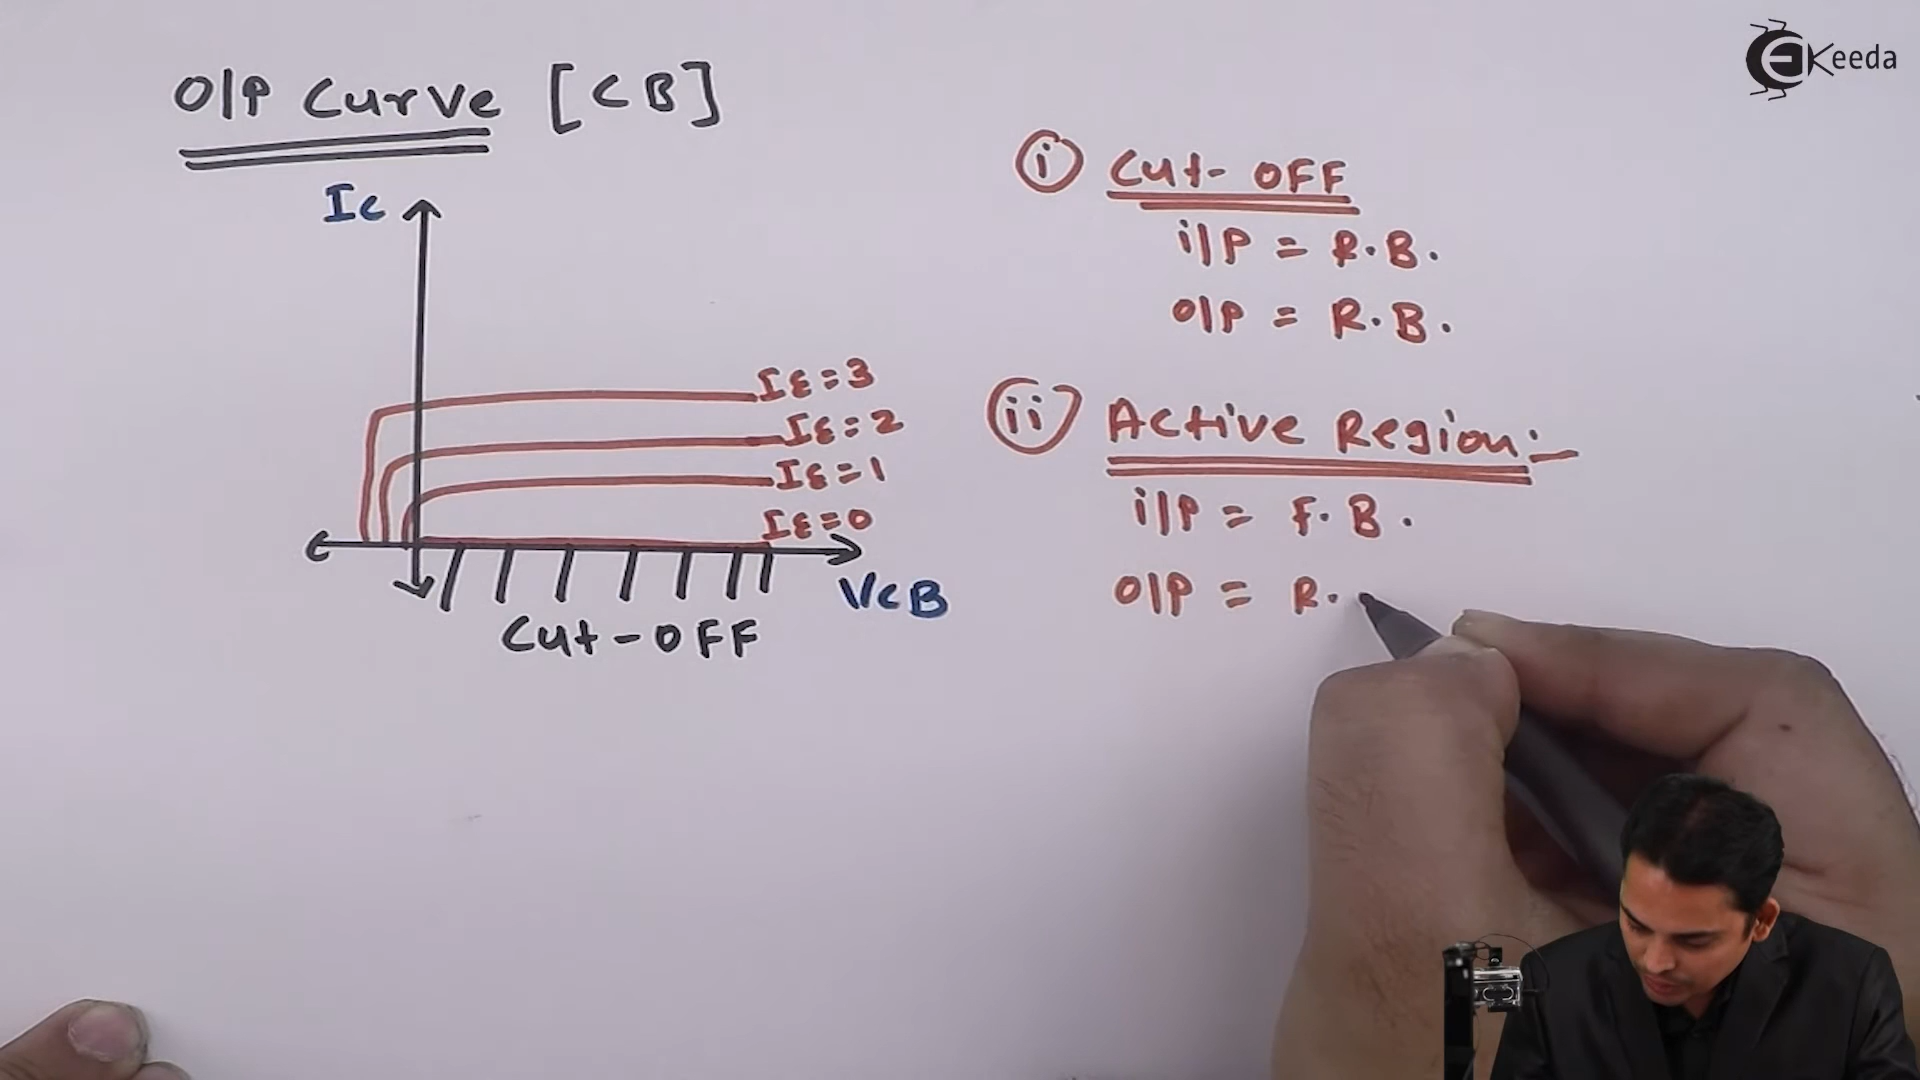 O/P Curve [CB]
Ic
IE=3
IE=2
IE=1
IE=0
VCB
Cut-OFF
i Cut-OFF
i/P = R.B.
O/P = R.B.
ii Active Region:-
i/P = F.B.
O/P = R.
Keeda